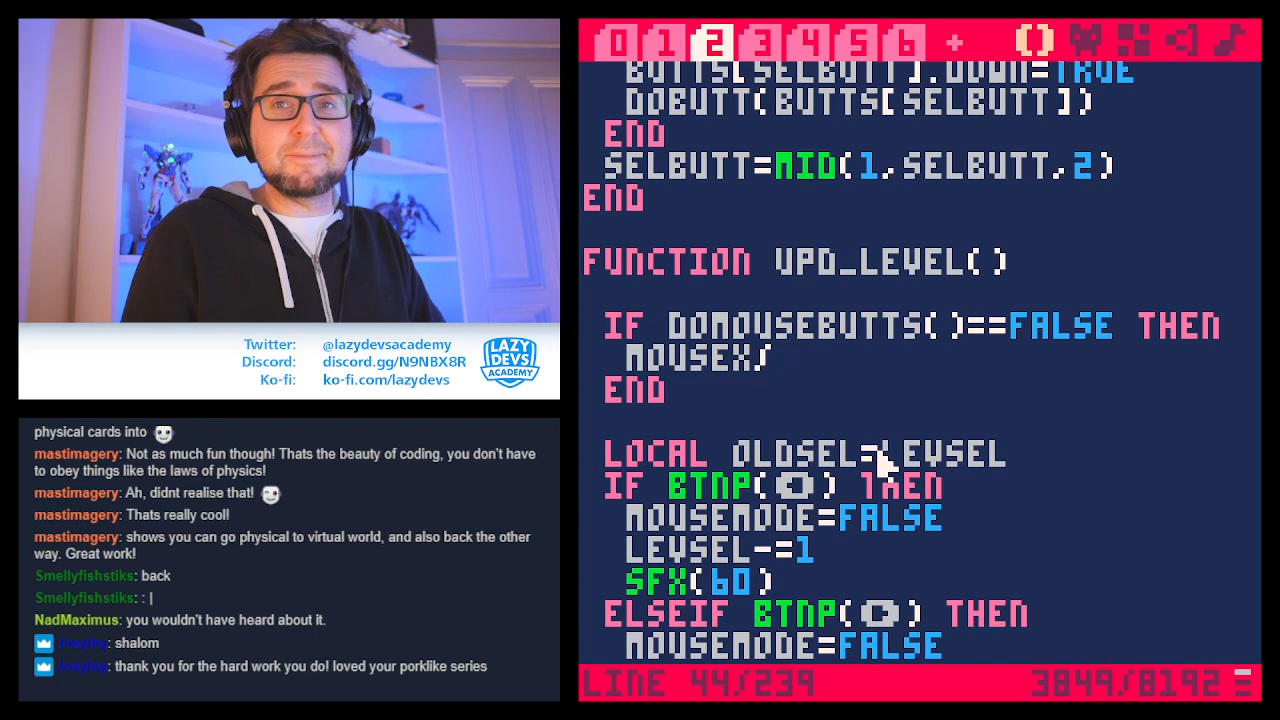 Twitter: @lazydevsacademy
Discord: discord.gg/N9NBX8R
Ko-fi: ko-fi.com/lazydevs
LAZY
DEVS
ACADEMY
physical cards into
mastimagery: Not as much fun though! Thats the beauty of coding, you don't have
to obey things like the laws of physics!
mastimagery: Ah, didnt realise that!
mastimagery: Thats really cool!
mastimagery: shows you can go physical to virtual world, and also back the other
way. Great work!
Smellyfishstiks: back
Smellyfishstiks: : |
NadMaximus: you wouldn't have heard about it.
shalom
thank you for the hard work you do! loved your porklike series
0 1 2 3 4 5 6 + ()
BUTTS[SELBUTT].DOWN=TRUE
DOBUTT(BUTTS[SELBUTT])
END
SELBUTT=MID(1,SELBUTT,2)
END
FUNCTION UPD_LEVEL()
IF DOMOUSEBUTTS()==FALSE THEN
MOUSEX/
END
LOCAL OLDSEL=LEVSEL
IF BTNP(⬅️) THEN
MOUSEMODE=FALSE
LEVSEL-=1
SFX(60)
ELSEIF BTNP(➡️) THEN
MOUSEMODE=FALSE
LINE 44/239
3849/8192